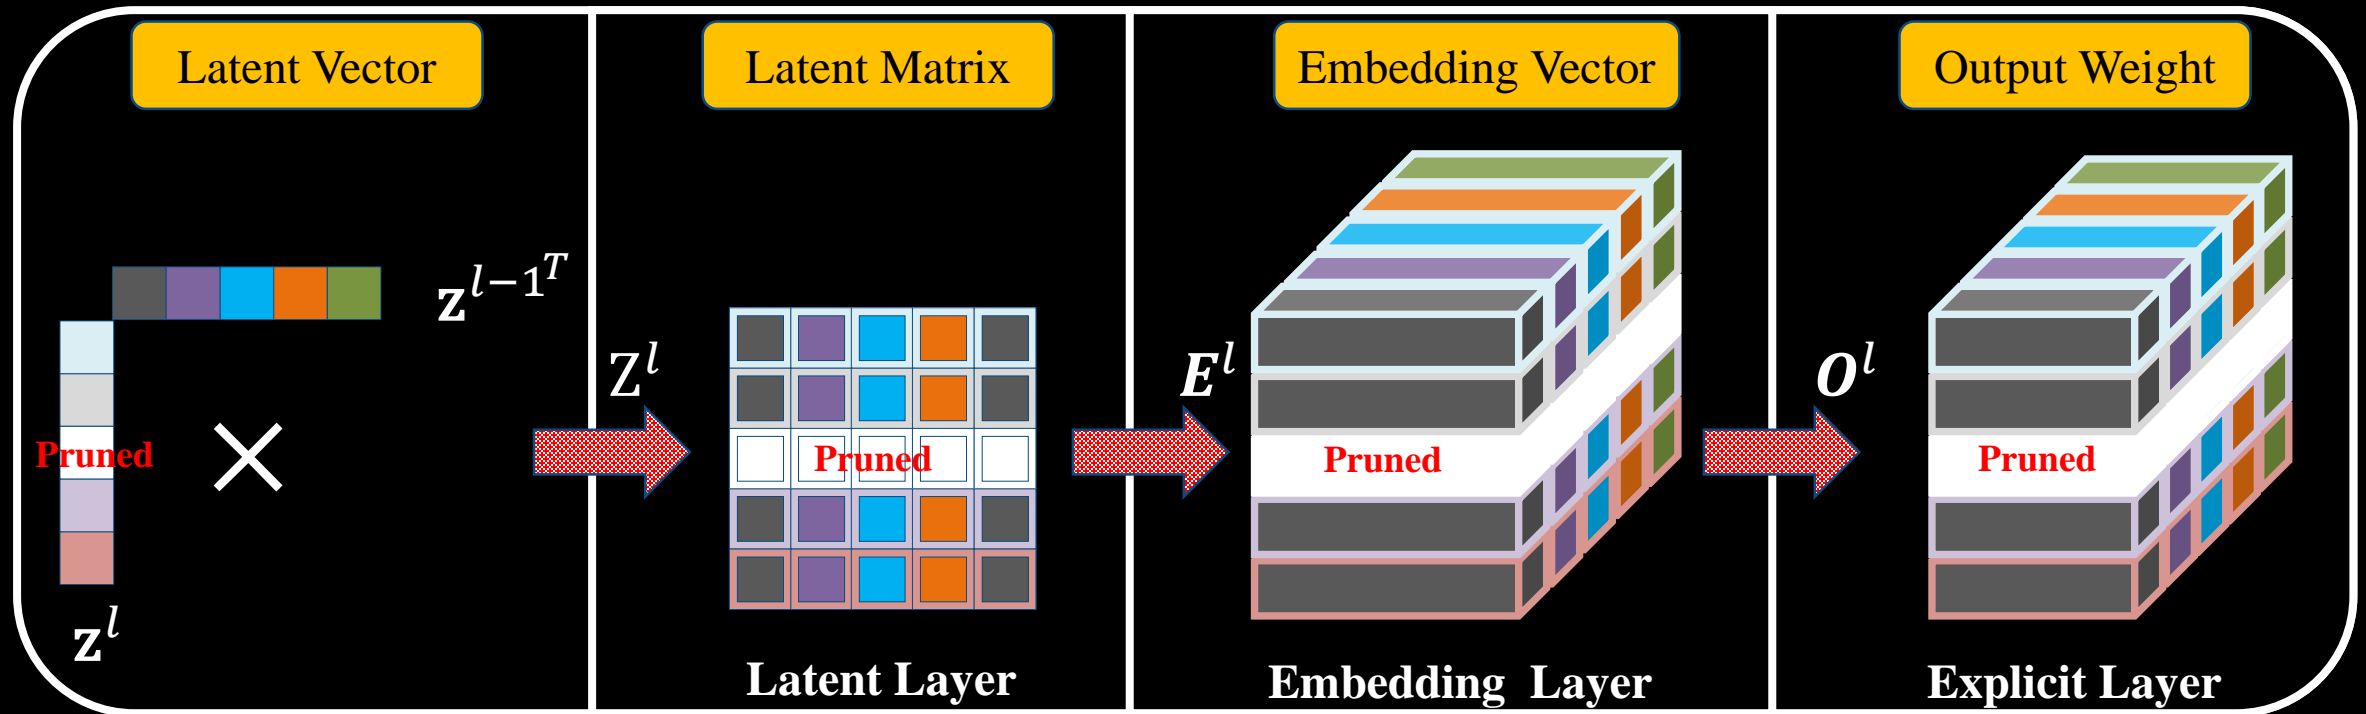 Latent Vector
Latent Matrix
Embedding Vector
Output Weight
𝐳^{l−1^T}
Pruned
×
𝐳^l
Z^l
Pruned
Latent Layer
𝑬^l
Pruned
Embedding Layer
𝑶^l
Pruned
Explicit Layer